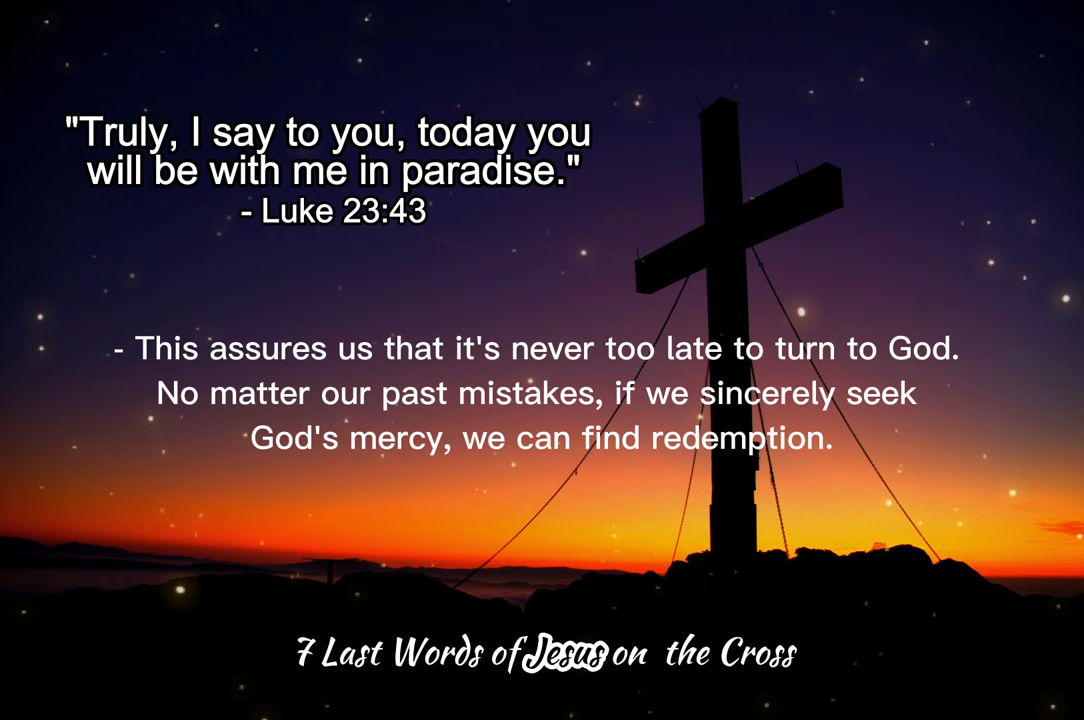 "Truly, I say to you, today you
will be with me in paradise."
- Luke 23:43
- This assures us that it's never too late to turn to God.
No matter our past mistakes, if we sincerely seek
God's mercy, we can find redemption.
7 Last Words of Jesus on the Cross